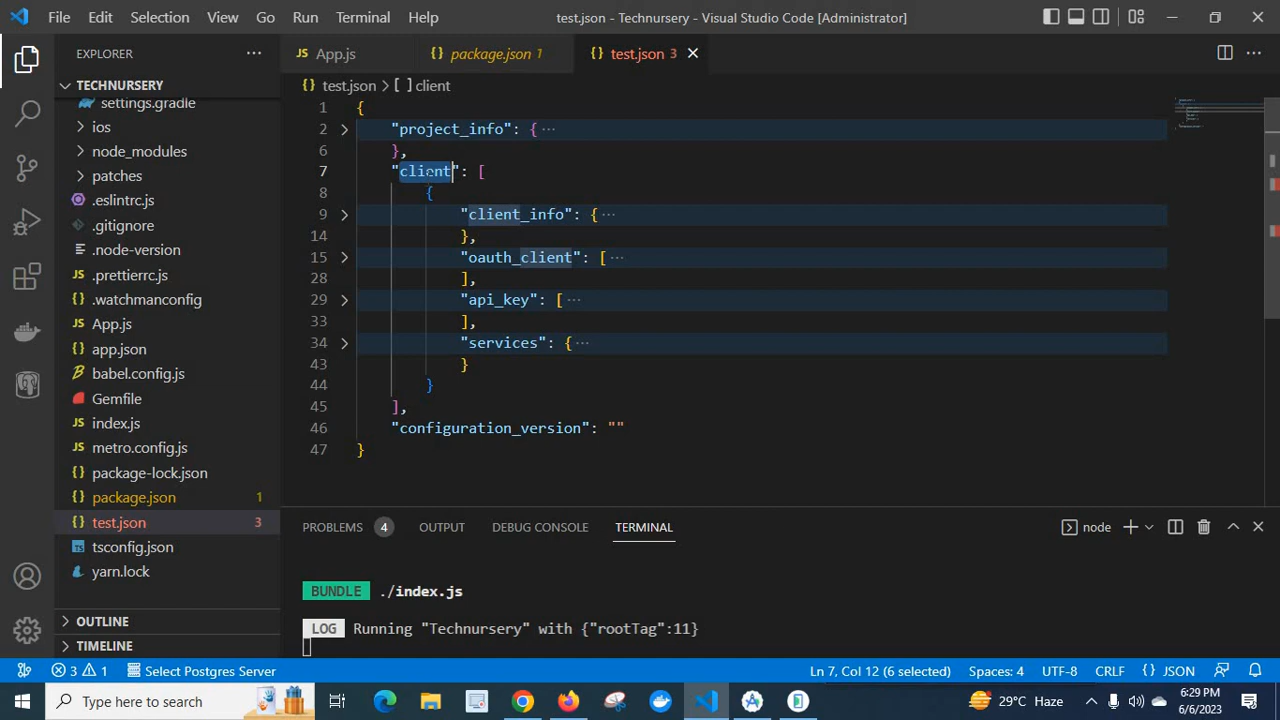 File Edit Selection View Go Run Terminal Help
test.json - Technursery - Visual Studio Code [Administrator]
EXPLORER
TECHNURSERY
settings.gradle
ios
node_modules
patches
.eslintrc.js
.gitignore
.node-version
.prettierrc.js
.watchmanconfig
App.js
app.json
babel.config.js
Gemfile
index.js
metro.config.js
package-lock.json
package.json 1
test.json 3
tsconfig.json
yarn.lock
OUTLINE
TIMELINE
JS App.js
{} package.json 1
{} test.json 3
{} test.json > [ ] client
1 {
2 "project_info": { ···
6 },
7 "client": [
8 {
9 "client_info": { ···
14 },
15 "oauth_client": [ ···
28 ],
29 "api_key": [ ···
33 ],
34 "services": { ···
43 }
44 }
45 ],
46 "configuration_version": ""
47 }
PROBLEMS 4 OUTPUT DEBUG CONSOLE TERMINAL
node
BUNDLE ./index.js
LOG Running "Technursery" with {"rootTag":11}
3 1 Select Postgres Server
Ln 7, Col 12 (6 selected) Spaces: 4 UTF-8 CRLF {} JSON
Type here to search
29°C Haze
6:29 PM
6/6/2023